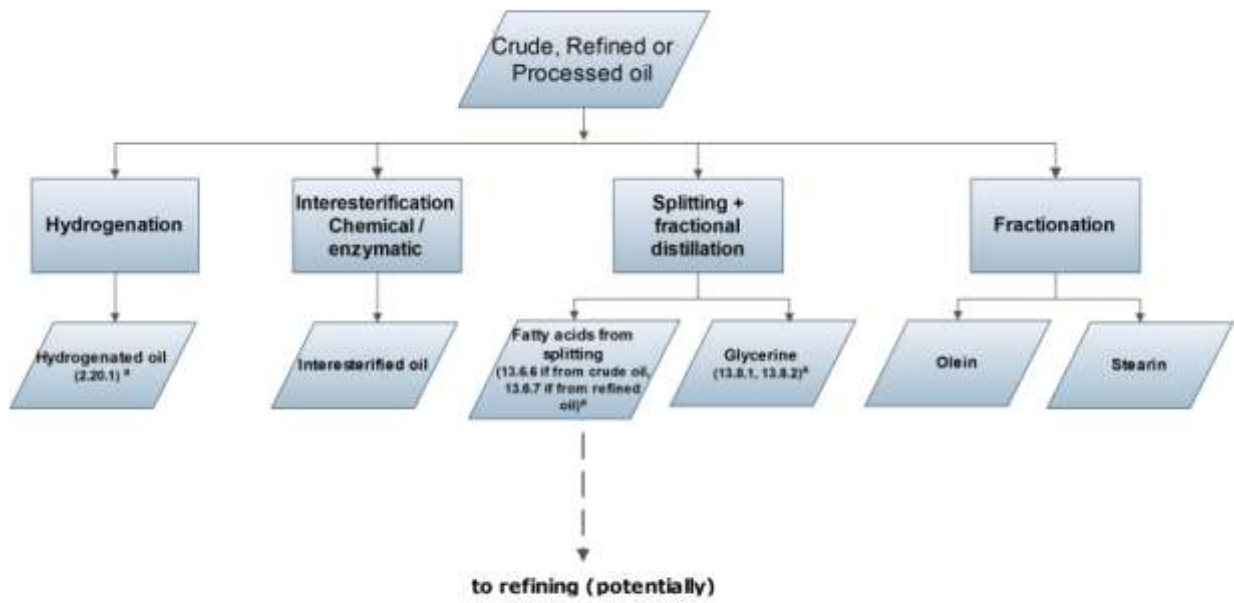 Crude, Refined or
Processed oil
Hydrogenation
Interesterification
Chemical /
enzymatic
Splitting +
fractional
distillation
Fractionation
Hydrogenated oil
(2.20.1) a
Interesterified oil
Fatty acids from
splitting
(13.6.6 if from crude oil,
13.6.7 if from refined
oil)a
Glycerine
(13.8.1, 13.8.2)a
Olein
Stearin
to refining (potentially)